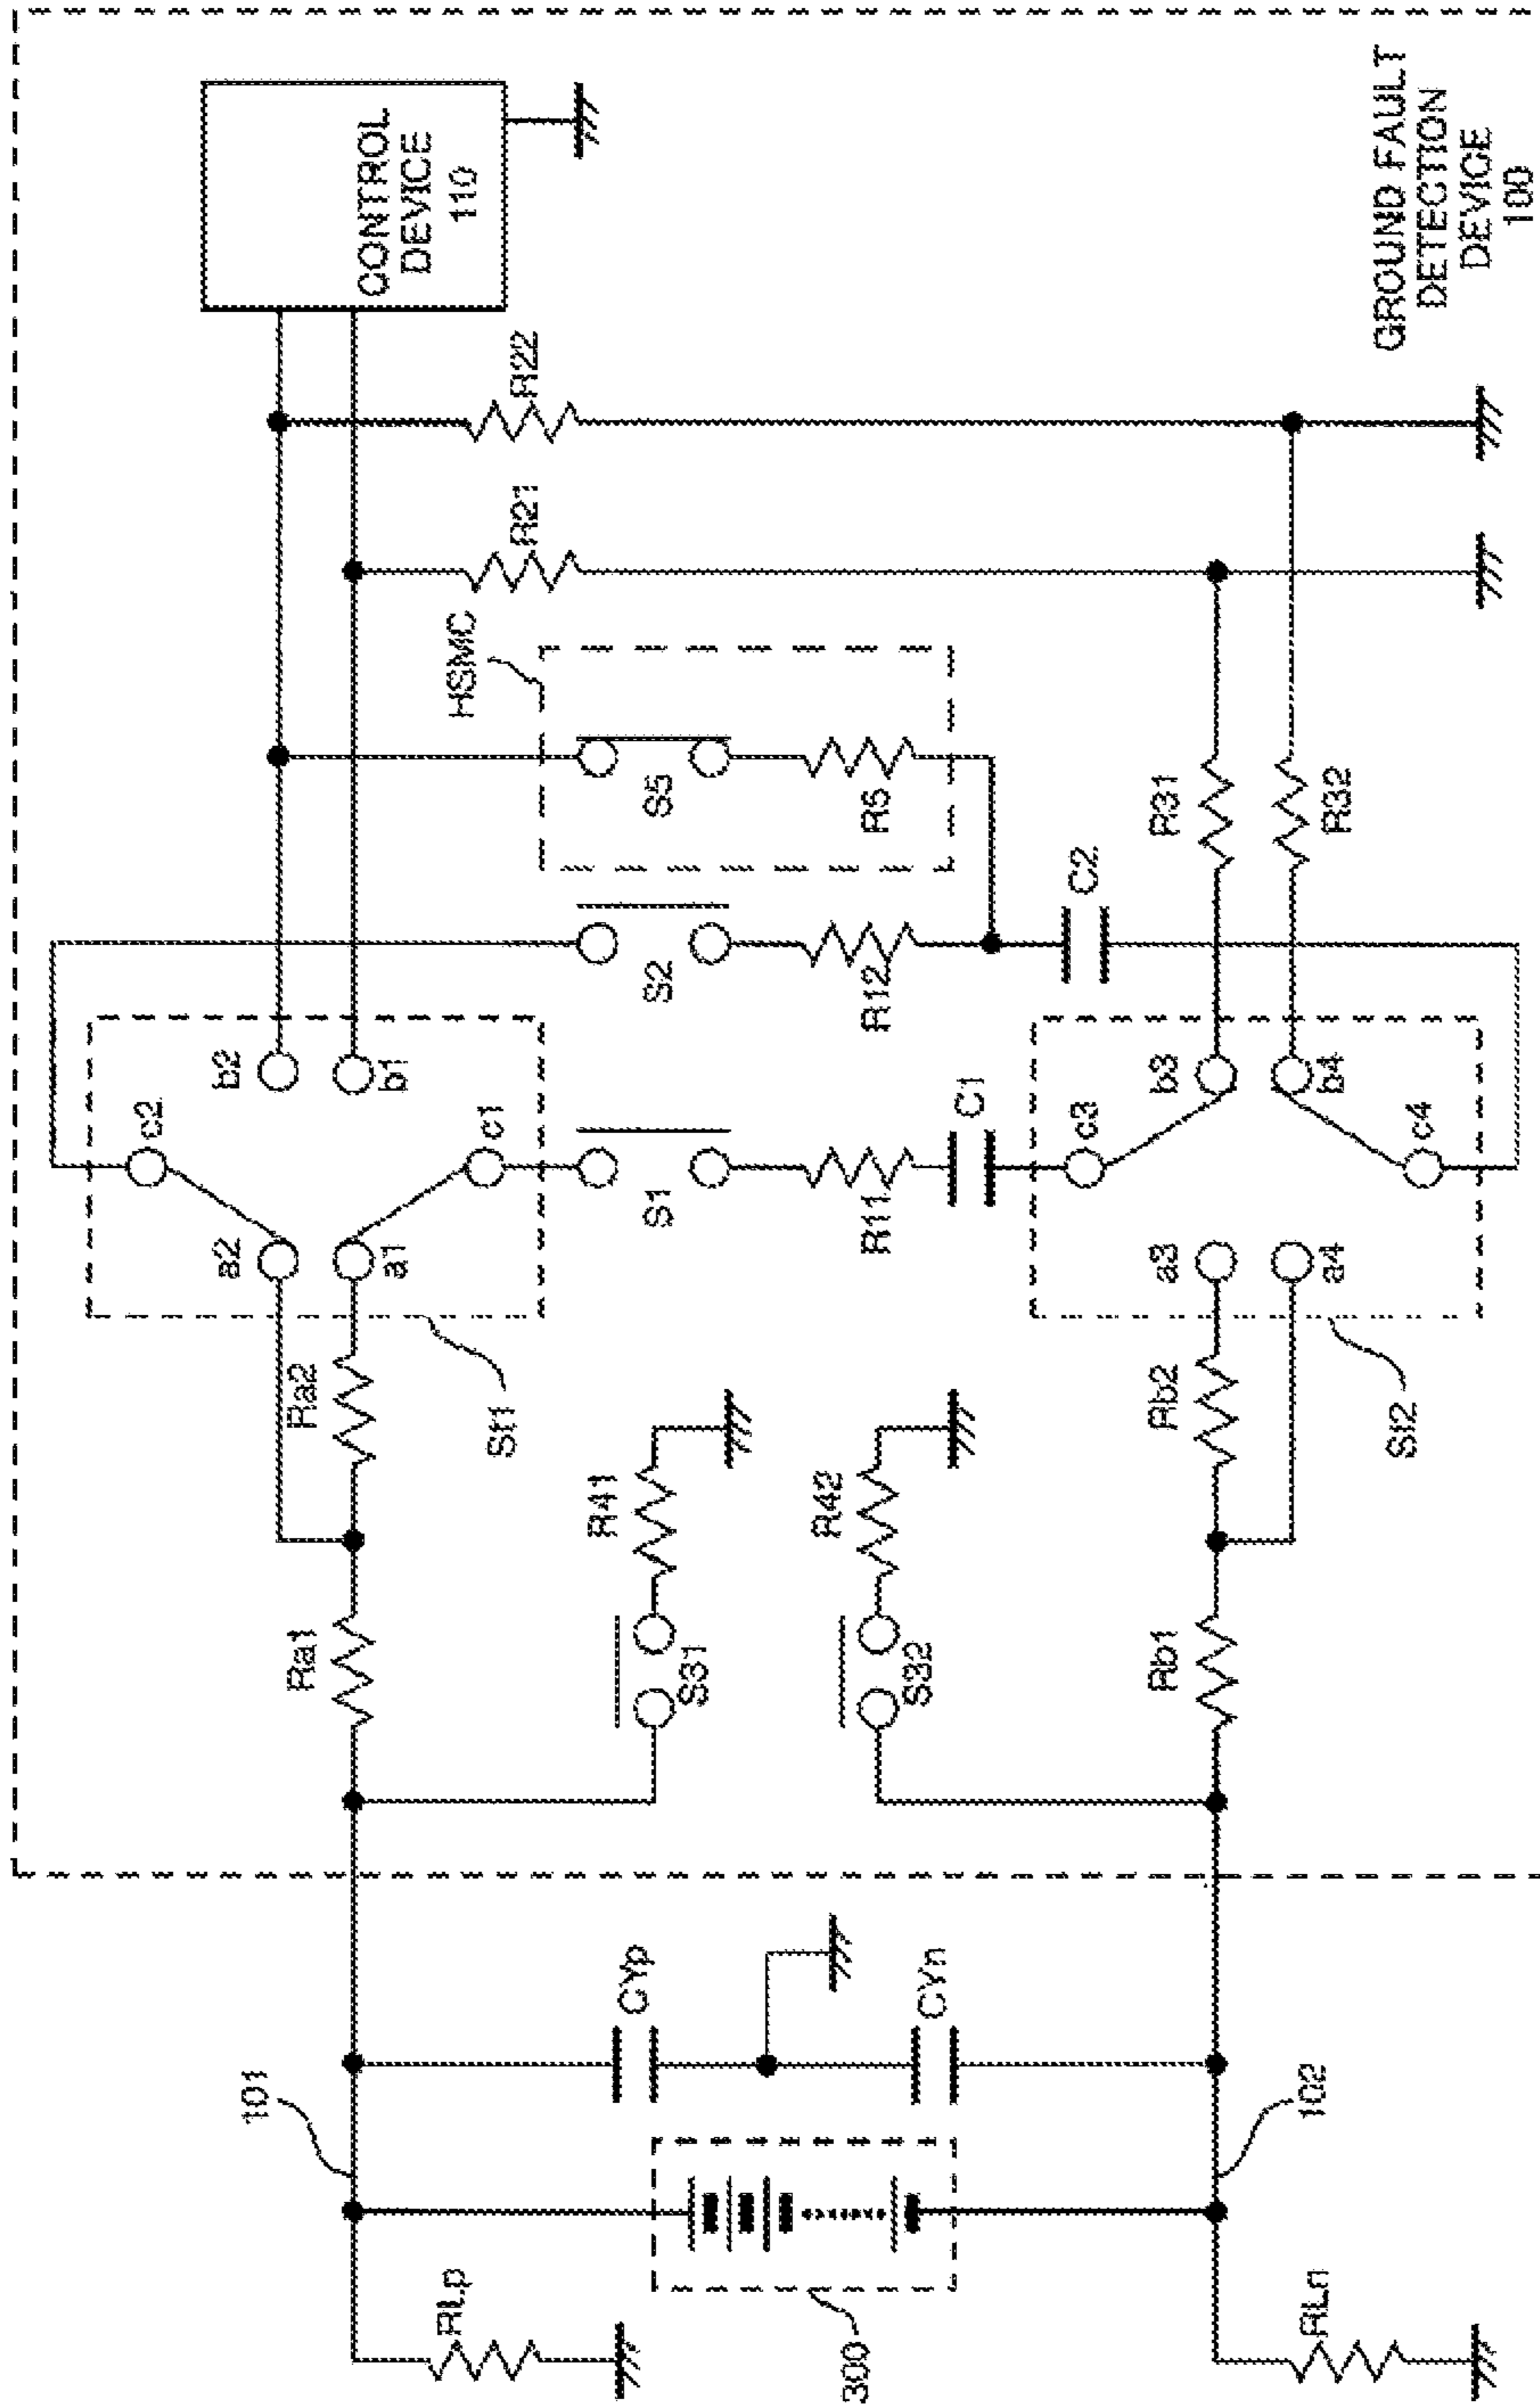 GROUND FAULT
DETECTION
DEVICE
100
CONTROL
DEVICE
110
R22
R21
HSMC
S5
R5
S2
R12
C2
R31
R32
b2
b1
c2
c1
a2
a1
S1
R11
C1
b3
b4
c3
c4
a3
a4
Sf1
Sf2
Ra2
Rb2
R41
R42
Ra1
S31
S32
Rb1
101
CYp
CYn
102
RLp
300
RLn